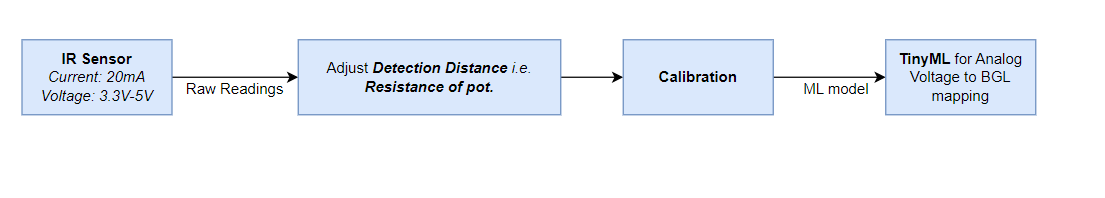 IR Sensor
Current: 20mA
Voltage: 3.3V-5V
Raw Readings
Adjust Detection Distance i.e.
Resistance of pot.
Calibration
ML model
TinyML for Analog
Voltage to BGL
mapping